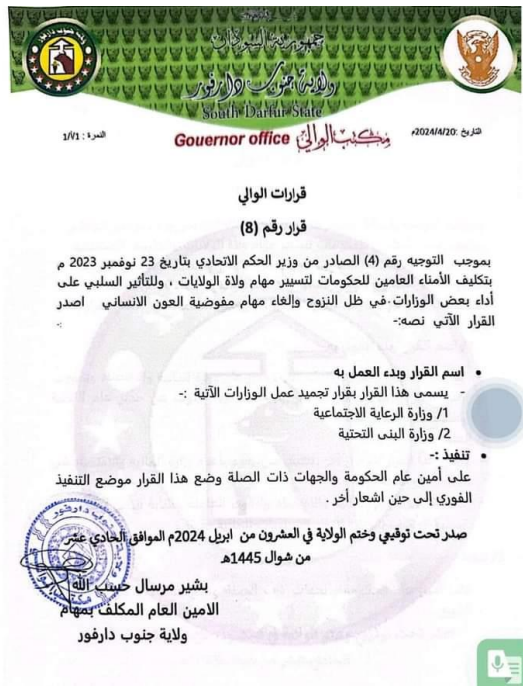 جمهورية السودان
ولاية جنوب دارفور
South Darfur State
Gouernor office مكتب الوالي
التاريخ :2024/4/20م
النمرة : 1/أ/1
قرارات الوالي
قرار رقم (8)
بموجب التوجيه رقم (4) الصادر من وزير الحكم الاتحادي بتاريخ 23 نوفمبر 2023 م
بتكليف الأمناء العامين للحكومات لتسيير مهام ولاة الولايات ، وللتأثير السلبي على
أداء بعض الوزارات في ظل النزوح وإلغاء مهام مفوضية العون الانساني اصدر
القرار الآتي نصه:-
• اسم القرار وبدء العمل به
- يسمى هذا القرار بقرار تجميد عمل الوزارات الآتية :-
1/ وزارة الرعاية الاجتماعية
2/ وزارة البنى التحتية
• تنفيذ :-
على أمين عام الحكومة والجهات ذات الصلة وضع هذا القرار موضع التنفيذ
الفوري إلى حين اشعار أخر .
صدر تحت توقيعي وختم الولاية في العشرون من ابريل 2024م الموافق الحادي عشر
من شوال 1445هـ
بشير مرسال حسب الله
الامين العام المكلف بمهام
ولاية جنوب دارفور